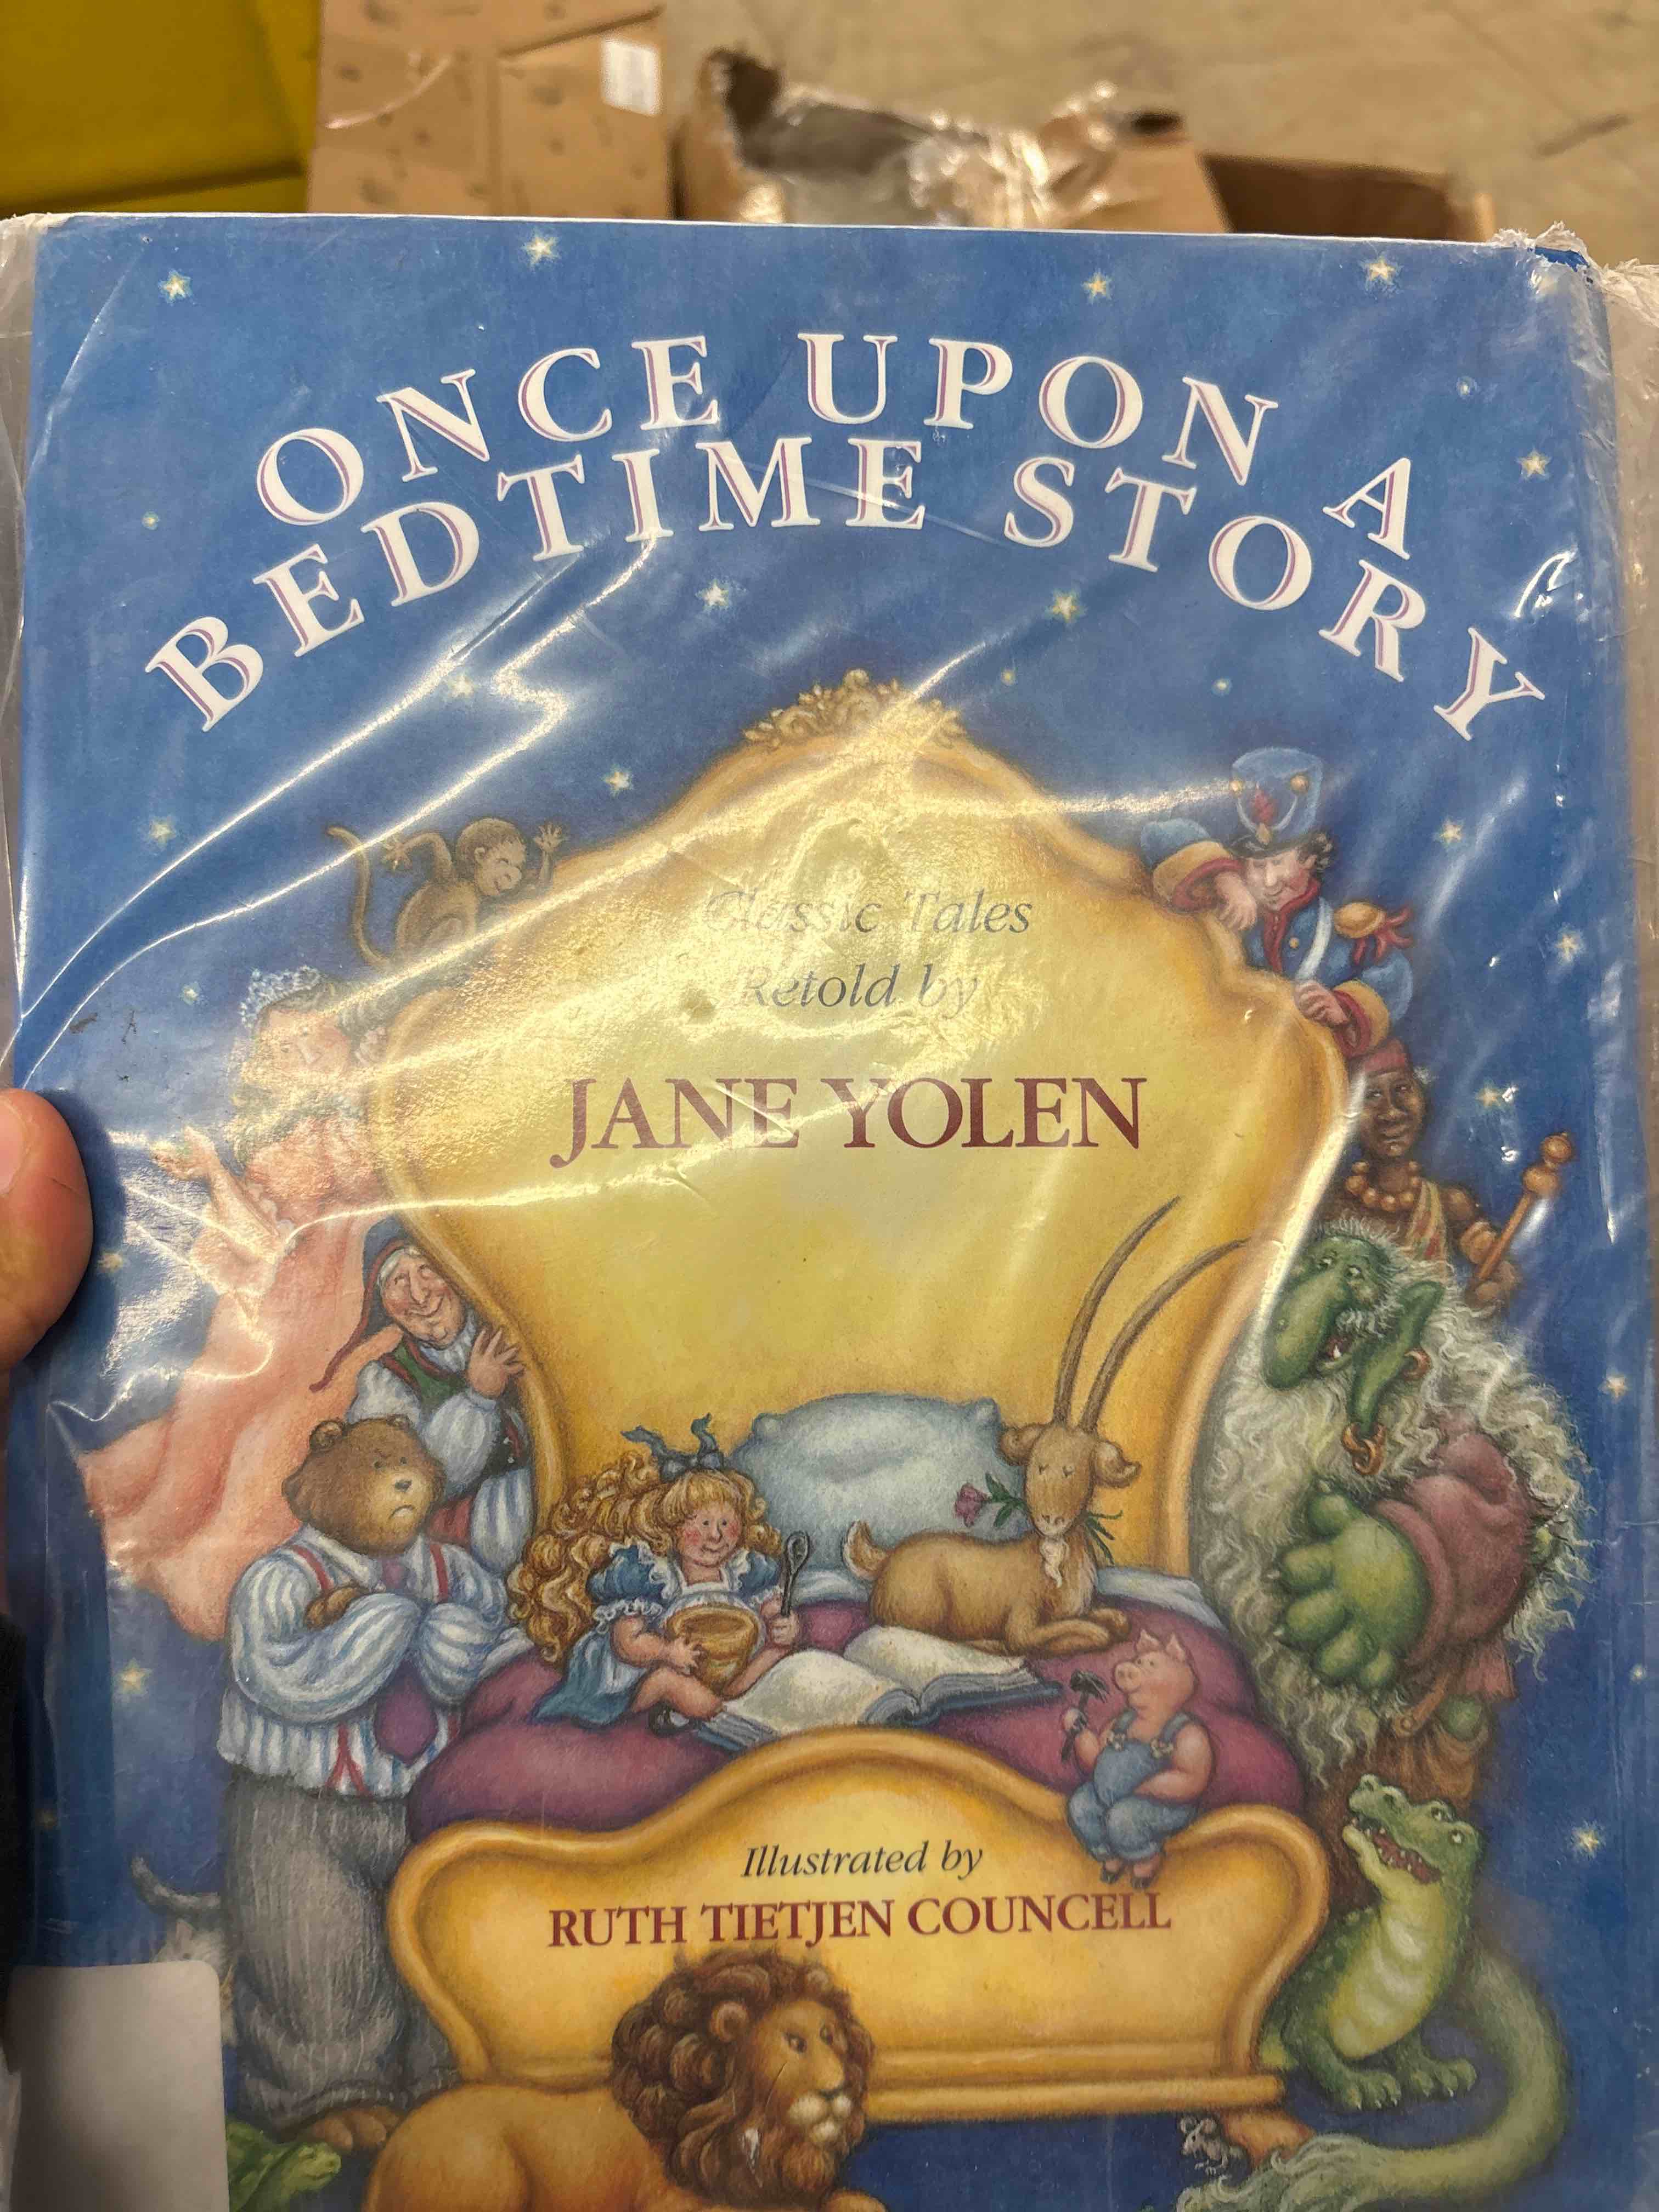 ONCE UPON A
BEDTIME STORY
Classic Tales
Retold by
JANE YOLEN
Illustrated by
RUTH TIETJEN COUNCELL